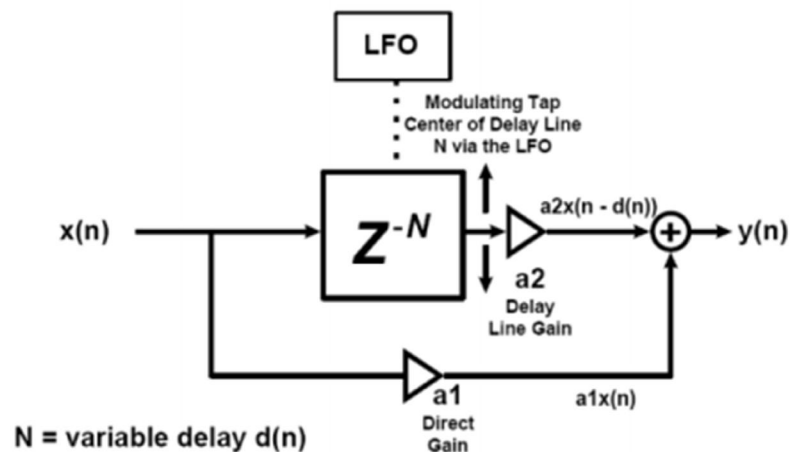 LFO
Modulating Tap
Center of Delay Line
N via the LFO
x(n)
Z-N
a2x(n - d(n))
+
y(n)
a2
Delay
Line Gain
a1
a1x(n)
Direct
Gain
N = variable delay d(n)